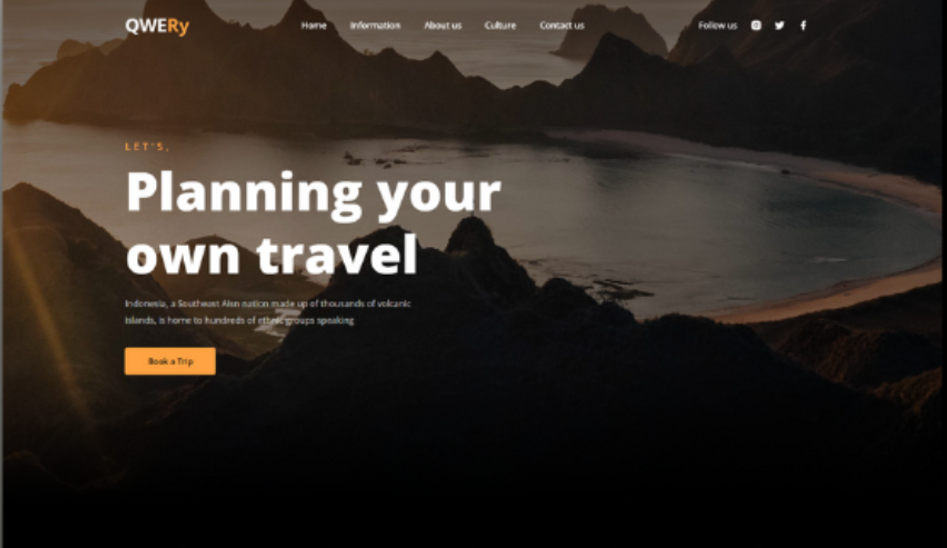 QWERy
Home Information About us Culture Contact us Follow us
LET'S,
Planning your
own travel
Indonesia, a Southeast Aisn nation made up of thousands of volcanic
islands, is home to hundreds of ethnic groups speaking
Book a Trip